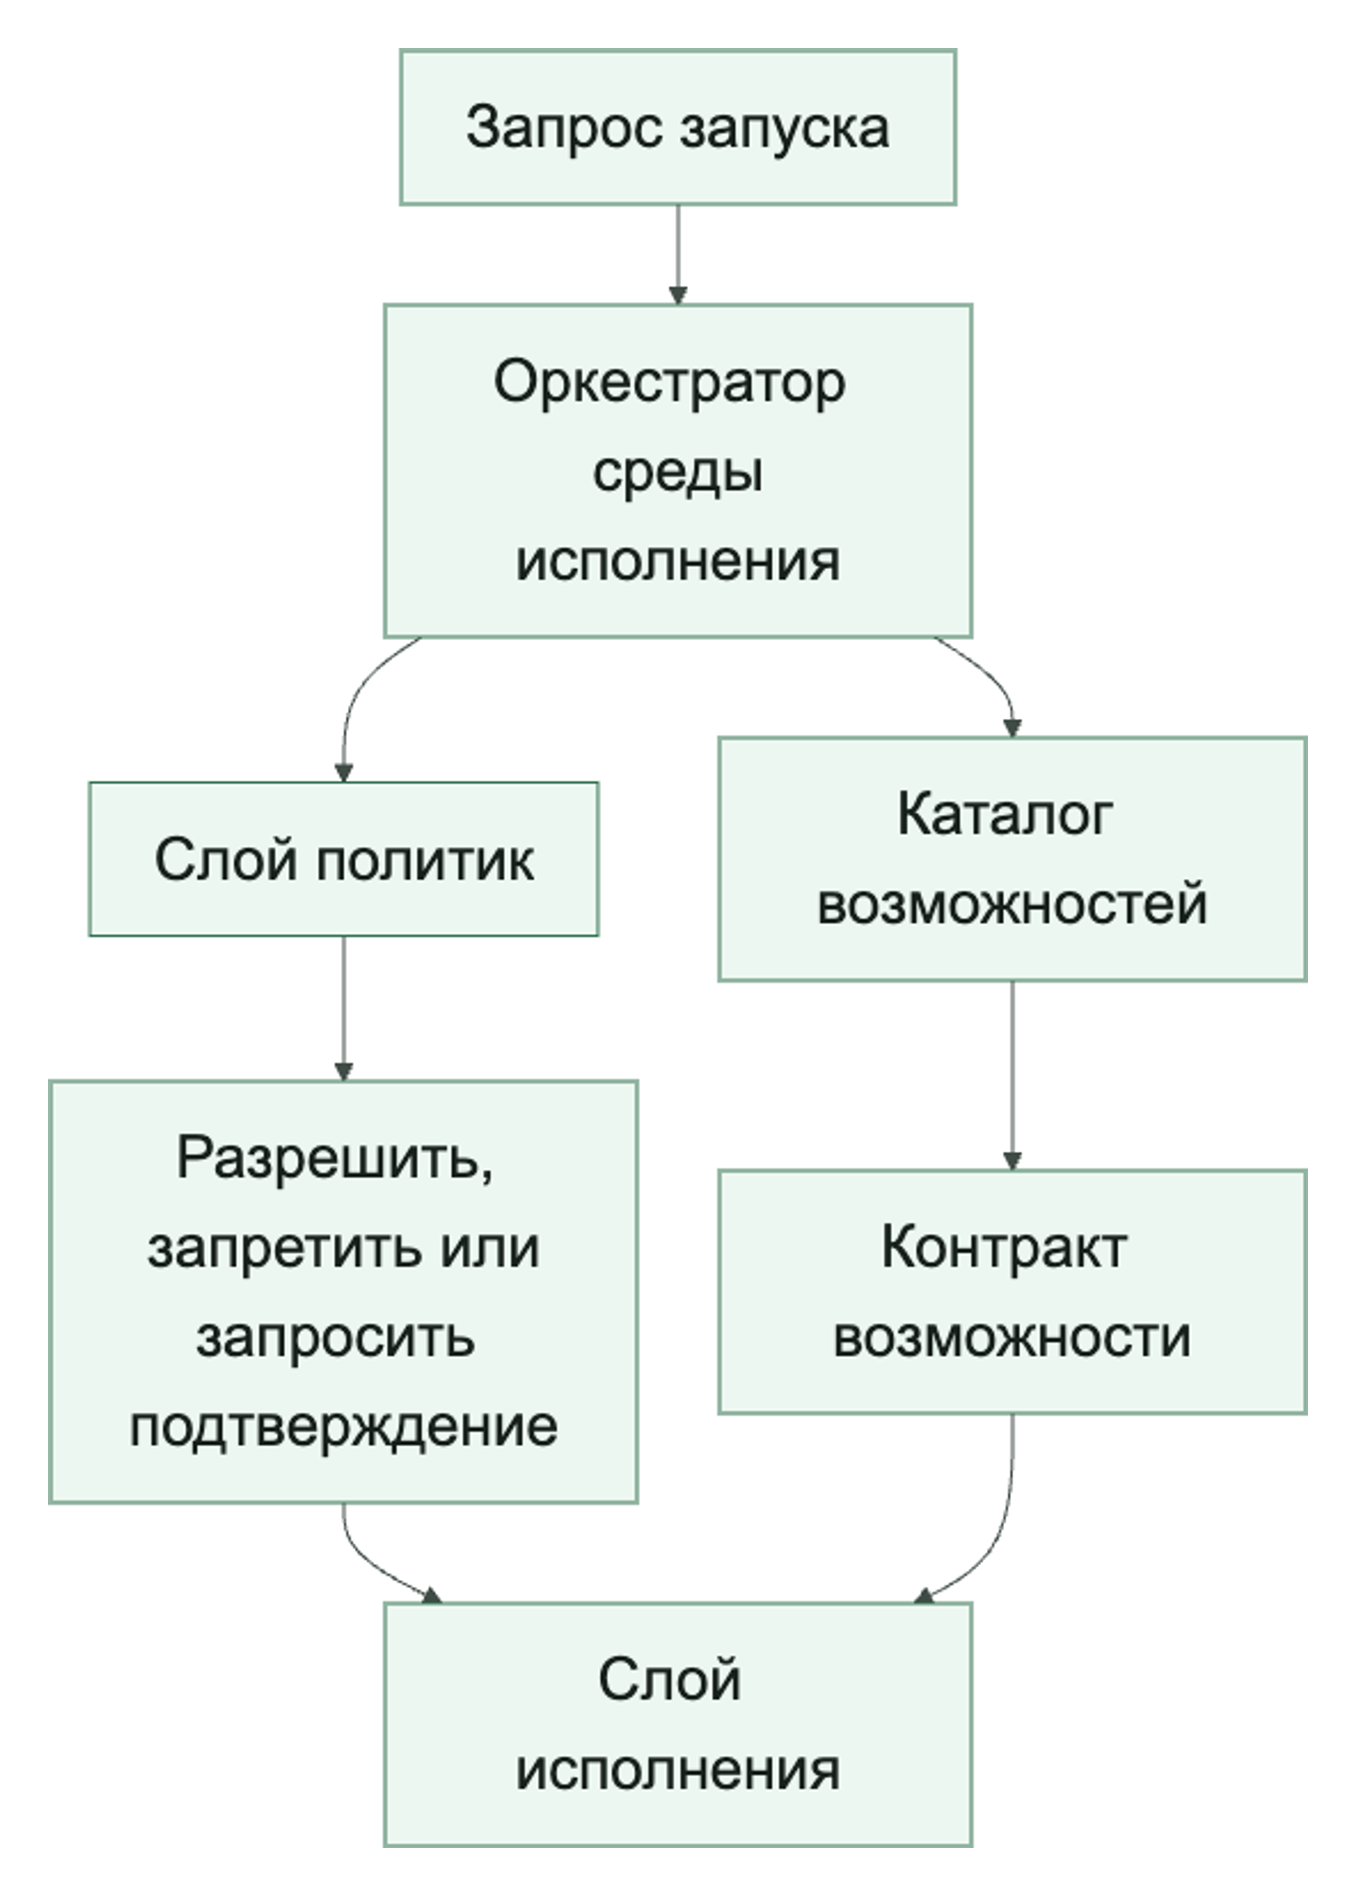 Запрос запуска
Оркестратор
среды
исполнения
Слой политик
Каталог
возможностей
Разрешить,
запретить или
запросить
подтверждение
Контракт
возможности
Слой
исполнения